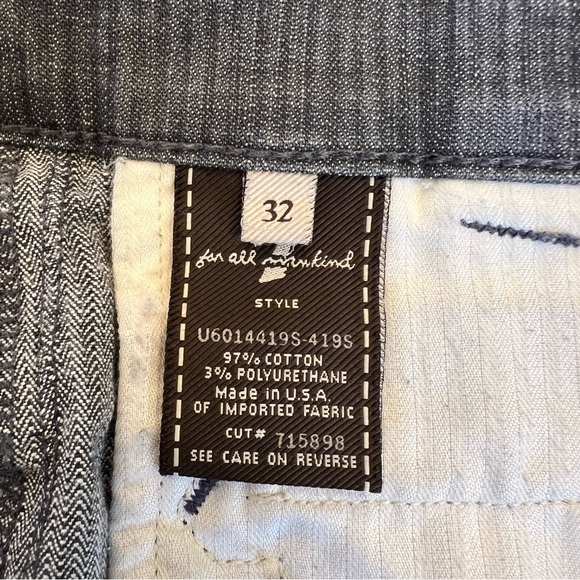 32
7
for all mankind
STYLE
U6014419S-419S
97% COTTON
3% POLYURETHANE
Made in U.S.A.
OF IMPORTED FABRIC
CUT# 715898
SEE CARE ON REVERSE